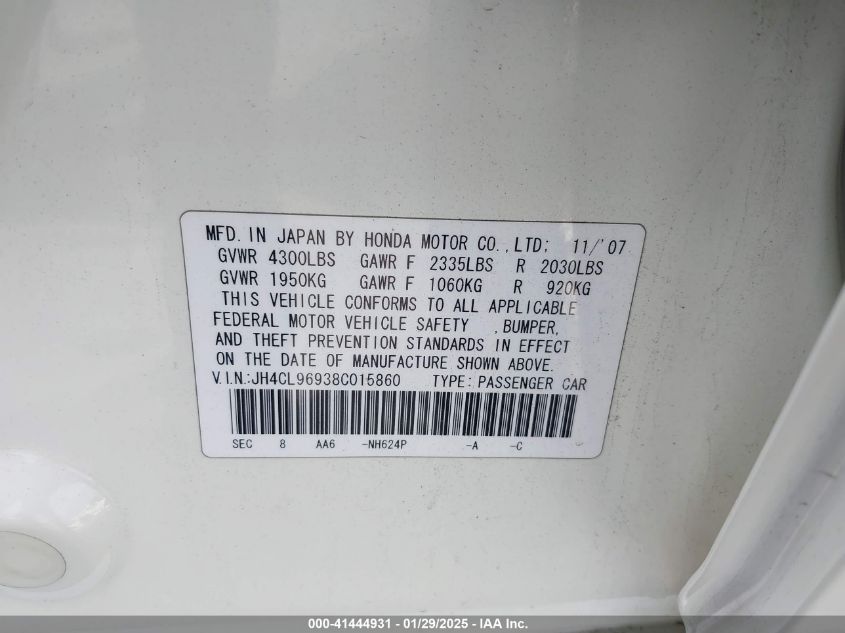 MFD. IN JAPAN BY HONDA MOTOR CO.,LTD: 11/'07
GVWR 4300LBS GAWR F 2335LBS R 2030LBS
GVWR 1950KG GAWR F 1060KG R 920KG
THIS VEHICLE CONFORMS TO ALL APPLICABLE
FEDERAL MOTOR VEHICLE SAFETY ,BUMPER,
AND THEFT PREVENTION STANDARDS IN EFFECT
ON THE DATE OF MANUFACTURE SHOWN ABOVE.
V.I.N.:JH4CL96938C015860 TYPE: PASSENGER CAR
SEC 8 AA6 -NH624P -A -C
000-41444931 - 01/29/2025 - IAA Inc.